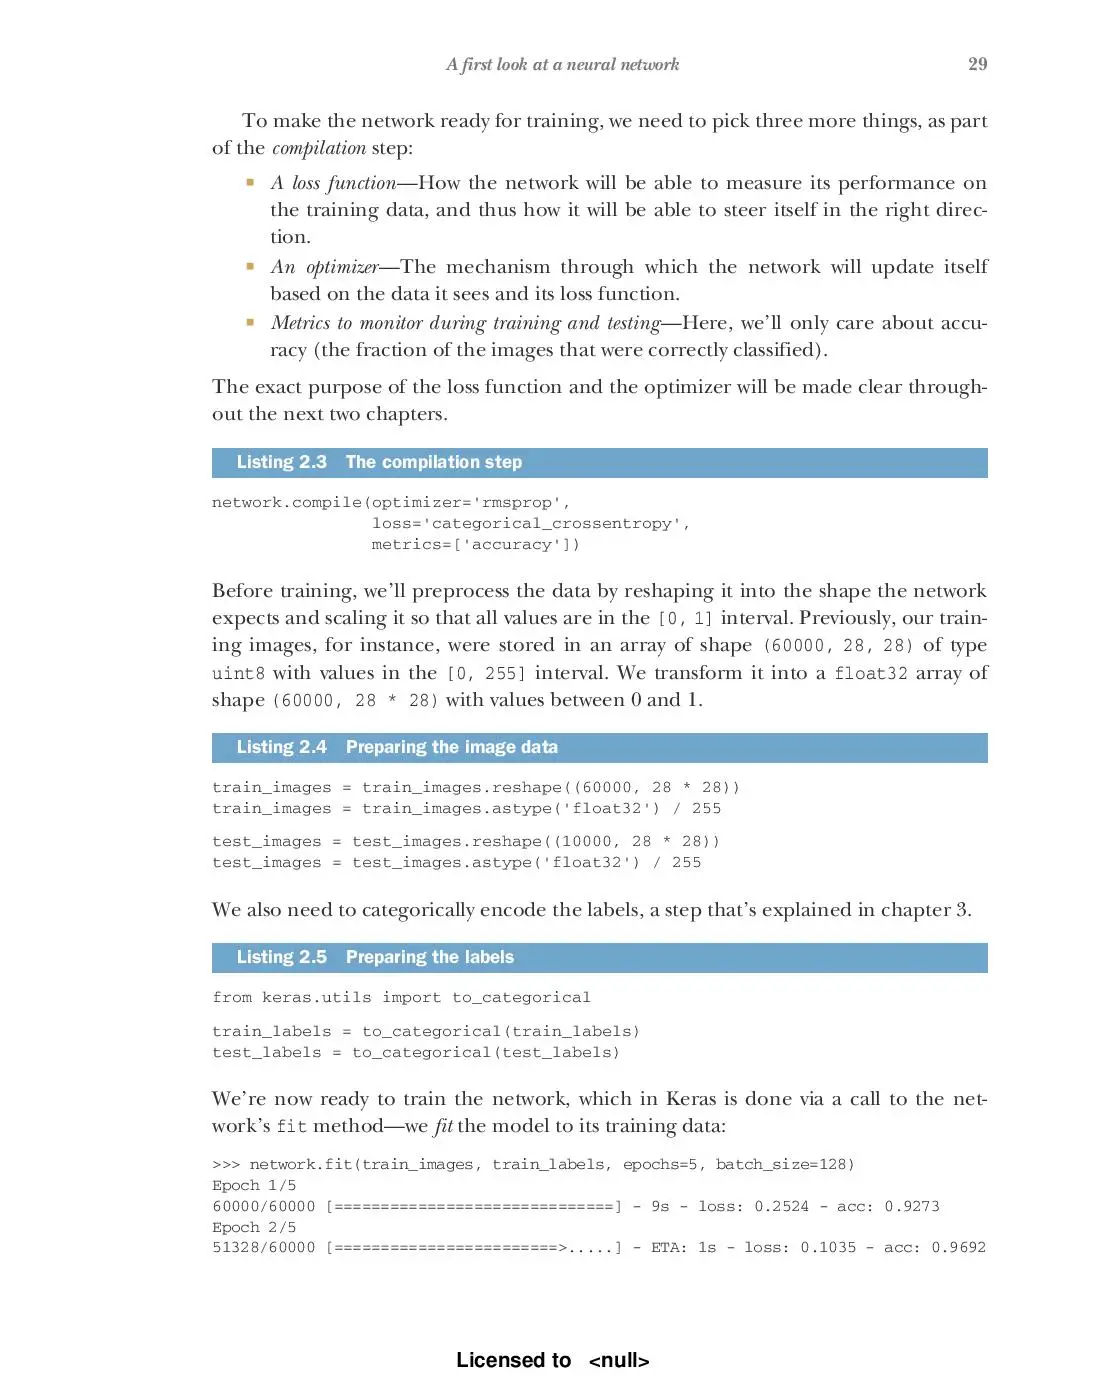 A first look at a neural network 29
To make the network ready for training, we need to pick three more things, as part
of the compilation step:
■ A loss function—How the network will be able to measure its performance on
the training data, and thus how it will be able to steer itself in the right direc-
tion.
■ An optimizer—The mechanism through which the network will update itself
based on the data it sees and its loss function.
■ Metrics to monitor during training and testing—Here, we’ll only care about accu-
racy (the fraction of the images that were correctly classified).
The exact purpose of the loss function and the optimizer will be made clear through-
out the next two chapters.
Listing 2.3 The compilation step
network.compile(optimizer='rmsprop',
loss='categorical_crossentropy',
metrics=['accuracy'])
Before training, we’ll preprocess the data by reshaping it into the shape the network
expects and scaling it so that all values are in the [0, 1] interval. Previously, our train-
ing images, for instance, were stored in an array of shape (60000, 28, 28) of type
uint8 with values in the [0, 255] interval. We transform it into a float32 array of
shape (60000, 28 * 28) with values between 0 and 1.
Listing 2.4 Preparing the image data
train_images = train_images.reshape((60000, 28 * 28))
train_images = train_images.astype('float32') / 255
test_images = test_images.reshape((10000, 28 * 28))
test_images = test_images.astype('float32') / 255
We also need to categorically encode the labels, a step that’s explained in chapter 3.
Listing 2.5 Preparing the labels
from keras.utils import to_categorical
train_labels = to_categorical(train_labels)
test_labels = to_categorical(test_labels)
We’re now ready to train the network, which in Keras is done via a call to the net-
work’s fit method—we fit the model to its training data:
>>> network.fit(train_images, train_labels, epochs=5, batch_size=128)
Epoch 1/5
60000/60000 [==============================] - 9s - loss: 0.2524 - acc: 0.9273
Epoch 2/5
51328/60000 [========================>.....] - ETA: 1s - loss: 0.1035 - acc: 0.9692
Licensed to <null>